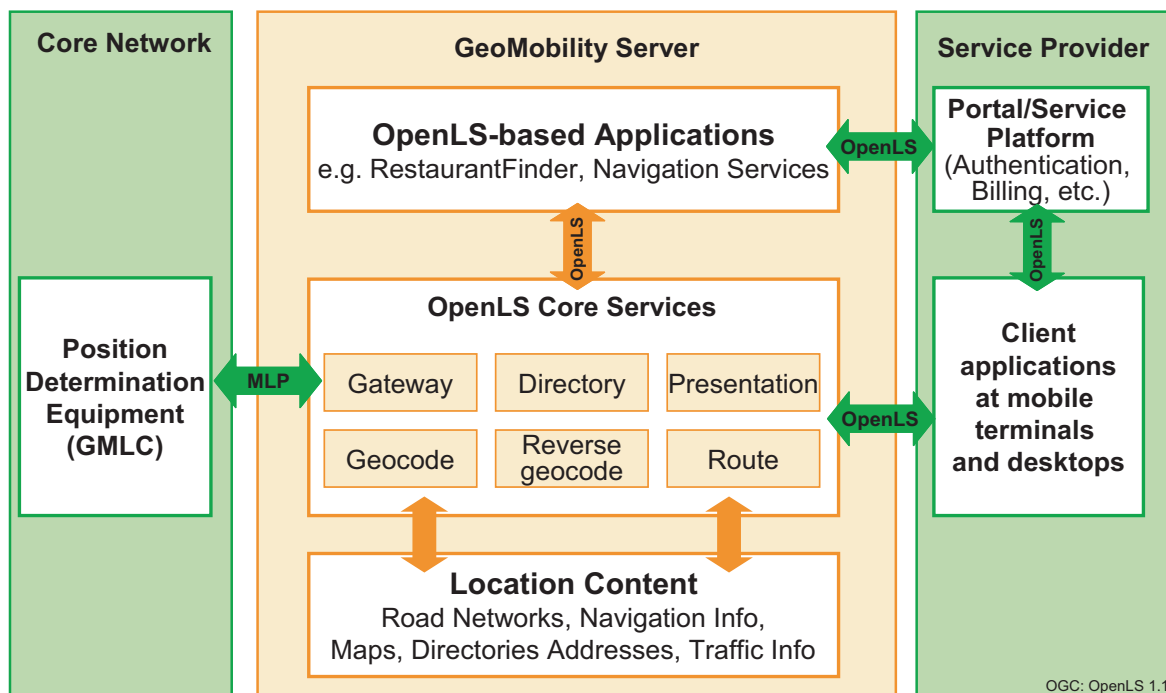 Core Network
GeoMobility Server
Service Provider
OpenLS-based Applications
e.g. RestaurantFinder, Navigation Services
OpenLS
Portal/Service
Platform
(Authentication,
Billing, etc.)
OpenLS
OpenLS
Position
Determination
Equipment
(GMLC)
MLP
OpenLS Core Services
Gateway
Directory
Presentation
Geocode
Reverse
geocode
Route
OpenLS
Client
applications
at mobile
terminals
and desktops
Location Content
Road Networks, Navigation Info,
Maps, Directories Addresses, Traffic Info
OGC: OpenLS 1.1